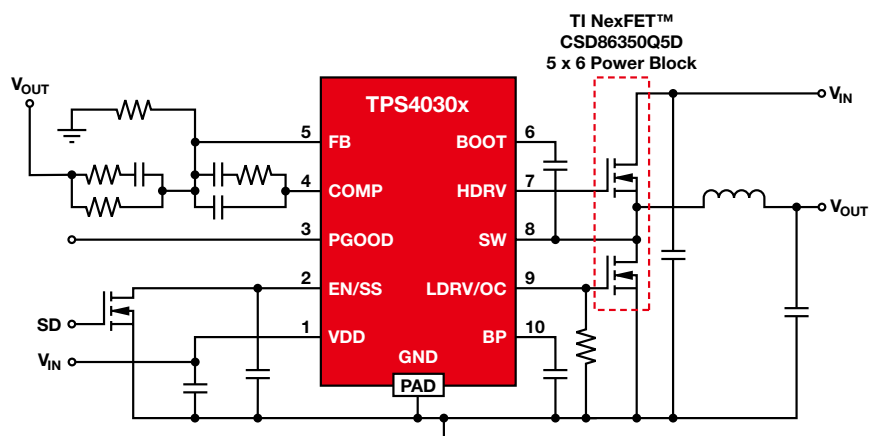 TI NexFET™
CSD86350Q5D
5 x 6 Power Block
VOUT
TPS4030x
VIN
5
FB
BOOT
6
4
COMP
HDRV
7
VOUT
3
PGOOD
SW
8
2
EN/SS
LDRV/OC
9
SD
1
VDD
BP
10
VIN
GND
PAD